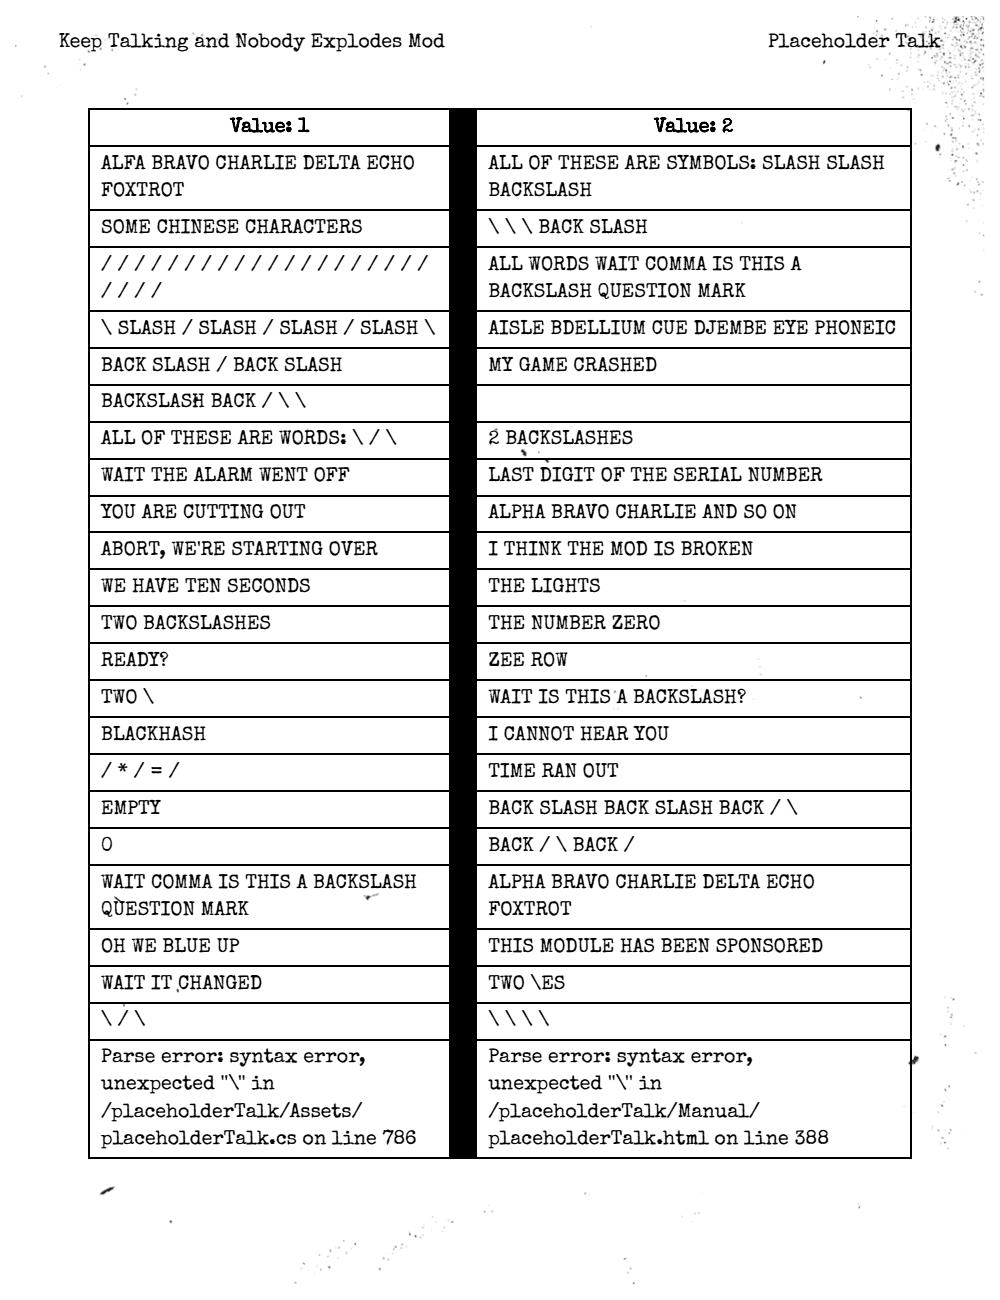 Keep Talking and Nobody Explodes Mod
Placeholder Talk
Value: 1
Value: 2
ALFA BRAVO CHARLIE DELTA ECHO
FOXTROT
ALL OF THESE ARE SYMBOLS: SLASH SLASH
BACKSLASH
SOME CHINESE CHARACTERS
\ \ \ BACK SLASH
/ / / / / / / / / / / / / / / / / / / /
/ / / /
ALL WORDS WAIT COMMA IS THIS A
BACKSLASH QUESTION MARK
\ SLASH / SLASH / SLASH / SLASH \
AISLE BDELLIUM CUE DJEMBE EYE PHONEIC
BACK SLASH / BACK SLASH
MY GAME CRASHED
BACKSLASH BACK / \ \
ALL OF THESE ARE WORDS: \ / \
2 BACKSLASHES
WAIT THE ALARM WENT OFF
LAST DIGIT OF THE SERIAL NUMBER
YOU ARE CUTTING OUT
ALPHA BRAVO CHARLIE AND SO ON
ABORT, WE'RE STARTING OVER
I THINK THE MOD IS BROKEN
WE HAVE TEN SECONDS
THE LIGHTS
TWO BACKSLASHES
THE NUMBER ZERO
READY?
ZEE ROW
TWO \
WAIT IS THIS A BACKSLASH?
BLACKHASH
I CANNOT HEAR YOU
/ * / = /
TIME RAN OUT
EMPTY
BACK SLASH BACK SLASH BACK / \
O
BACK / \ BACK /
WAIT COMMA IS THIS A BACKSLASH
QUESTION MARK
ALPHA BRAVO CHARLIE DELTA ECHO
FOXTROT
OH WE BLUE UP
THIS MODULE HAS BEEN SPONSORED
WAIT IT CHANGED
TWO \ES
\ / \
\ \ \ \
Parse error: syntax error,
unexpected "\" in
/placeholderTalk/Assets/
placeholderTalk.cs on line 786
Parse error: syntax error,
unexpected "\" in
/placeholderTalk/Manual/
placeholderTalk.html on line 388